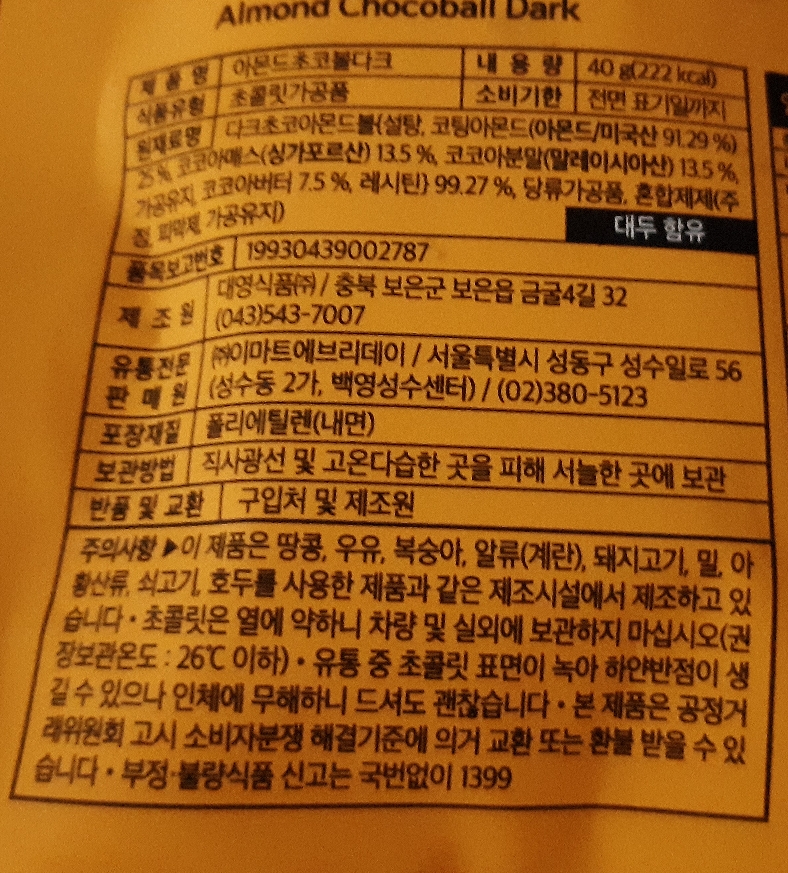 Almond Chocoball Dark
제 품 명 아몬드초코볼다크 내 용 량 40 g(222 kcal)
식품유형 초콜릿가공품 소비기한 전면 표기일까지
원재료명 다크초코아몬드볼{설탕, 코팅아몬드(아몬드/미국산 91.29 %)
25 %, 코코아매스(싱가포르산) 13.5 %, 코코아분말(말레이시아산) 13.5 %,
가공유지, 코코아버터 7.5 %, 레시틴} 99.27 %, 당류가공품, 혼합제제(주
정, 피막제, 가공유지)
대두 함유
품목보고번호 19930439002787
제 조 원 대영식품㈜ / 충북 보은군 보은읍 금굴4길 32
(043)543-7007
유통전문 ㈜이마트에브리데이 / 서울특별시 성동구 성수일로 56
판 매 원 (성수동 2가, 백영성수센터) / (02)380-5123
포장재질 폴리에틸렌(내면)
보관방법 직사광선 및 고온다습한 곳을 피해 서늘한 곳에 보관
반품 및 교환 구입처 및 제조원
주의사항 ▶이 제품은 땅콩, 우유, 복숭아, 알류(계란), 돼지고기, 밀, 아
황산류, 쇠고기, 호두를 사용한 제품과 같은 제조시설에서 제조하고 있
습니다 • 초콜릿은 열에 약하니 차량 및 실외에 보관하지 마십시오(권
장보관온도 : 26℃ 이하) • 유통 중 초콜릿 표면이 녹아 하얀반점이 생
길 수 있으나 인체에 무해하니 드셔도 괜찮습니다 • 본 제품은 공정거
래위원회 고시 소비자분쟁 해결기준에 의거 교환 또는 환불 받을 수 있
습니다 • 부정·불량식품 신고는 국번없이 1399